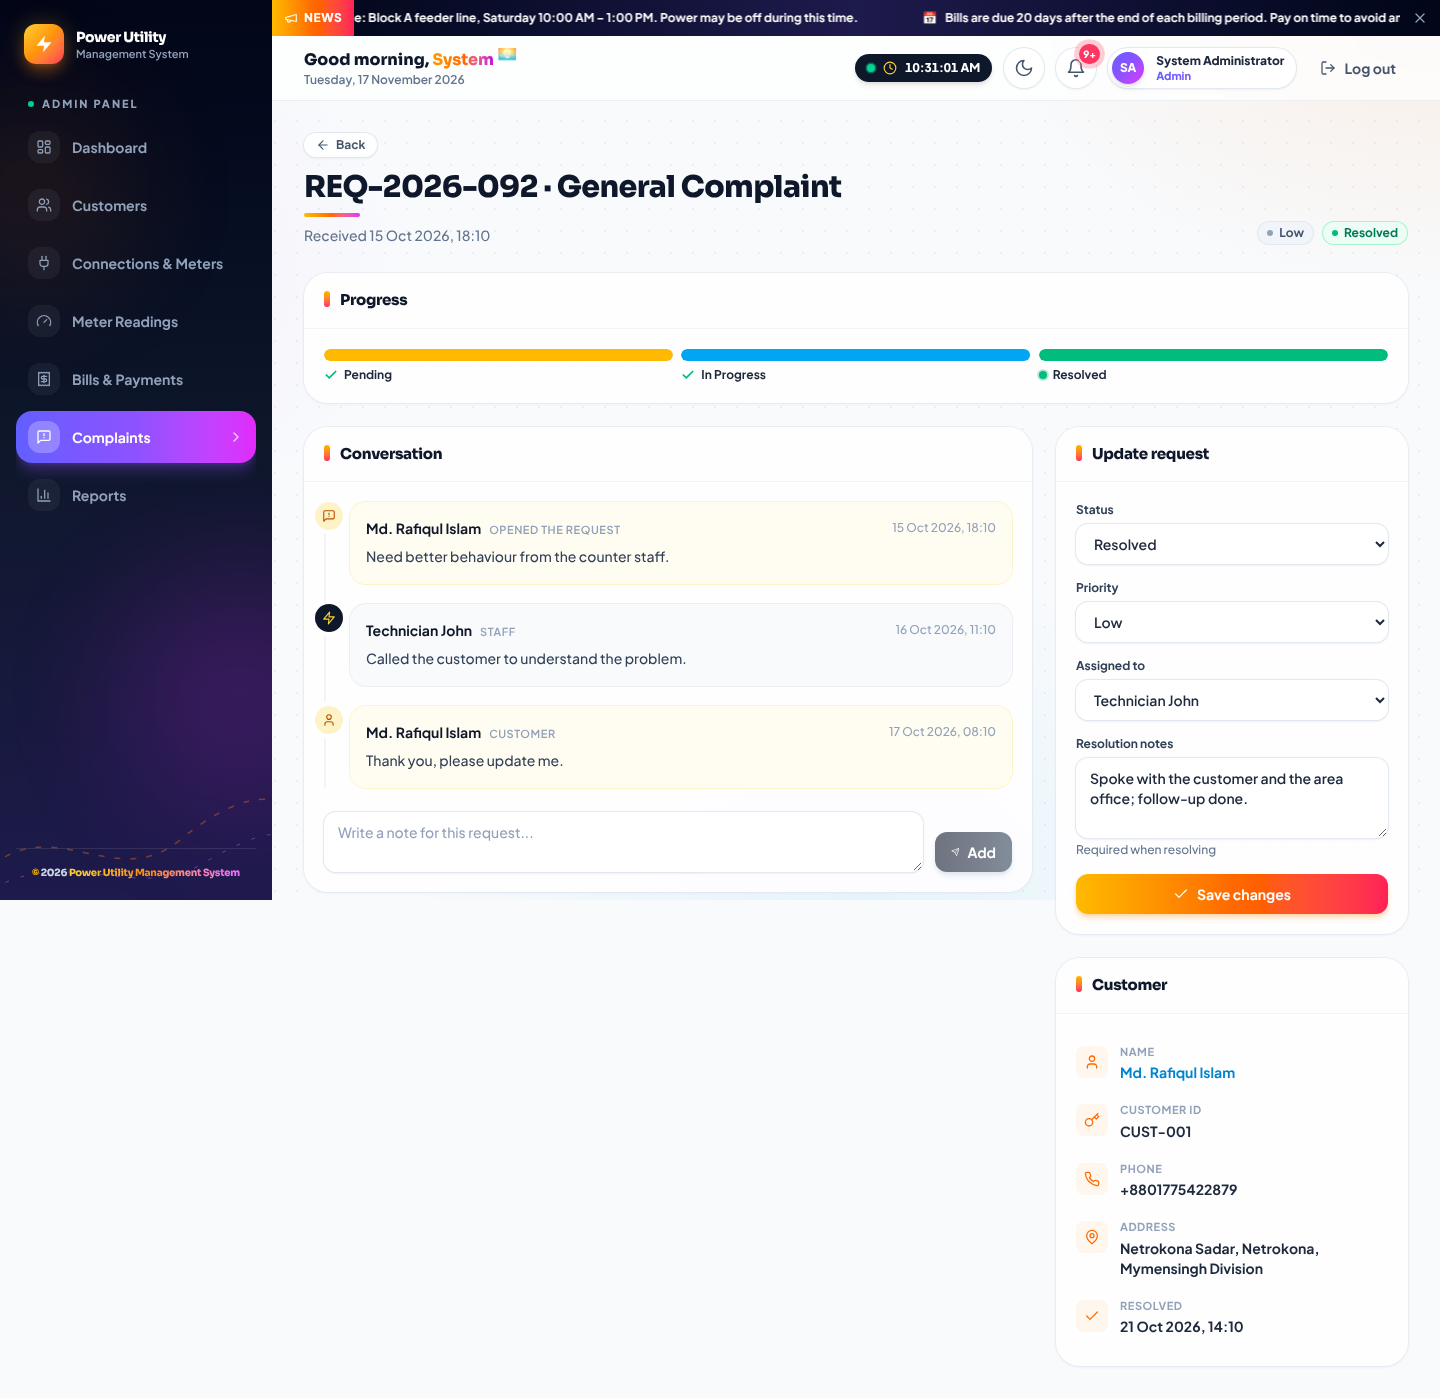 Power Utility
Management System
ADMIN PANEL
Dashboard
Customers
Connections & Meters
Meter Readings
Bills & Payments
Complaints
Reports
© 2026 Power Utility Management System
NEWS
e: Block A feeder line, Saturday 10:00 AM – 1:00 PM. Power may be off during this time.
Bills are due 20 days after the end of each billing period. Pay on time to avoid ar
Good morning, System
Tuesday, 17 November 2026
10:31:01 AM
9+
SA
System Administrator
Admin
Log out
Back
REQ-2026-092 · General Complaint
Received 15 Oct 2026, 18:10
Low
Resolved
Progress
Pending
In Progress
Resolved
Conversation
Md. Rafiqul Islam OPENED THE REQUEST 15 Oct 2026, 18:10
Need better behaviour from the counter staff.
Technician John STAFF 16 Oct 2026, 11:10
Called the customer to understand the problem.
Md. Rafiqul Islam CUSTOMER 17 Oct 2026, 08:10
Thank you, please update me.
Write a note for this request...
Add
Update request
Status
Resolved
Priority
Low
Assigned to
Technician John
Resolution notes
Spoke with the customer and the area
office; follow-up done.
Required when resolving
Save changes
Customer
NAME
Md. Rafiqul Islam
CUSTOMER ID
CUST-001
PHONE
+8801775422879
ADDRESS
Netrokona Sadar, Netrokona,
Mymensingh Division
RESOLVED
21 Oct 2026, 14:10